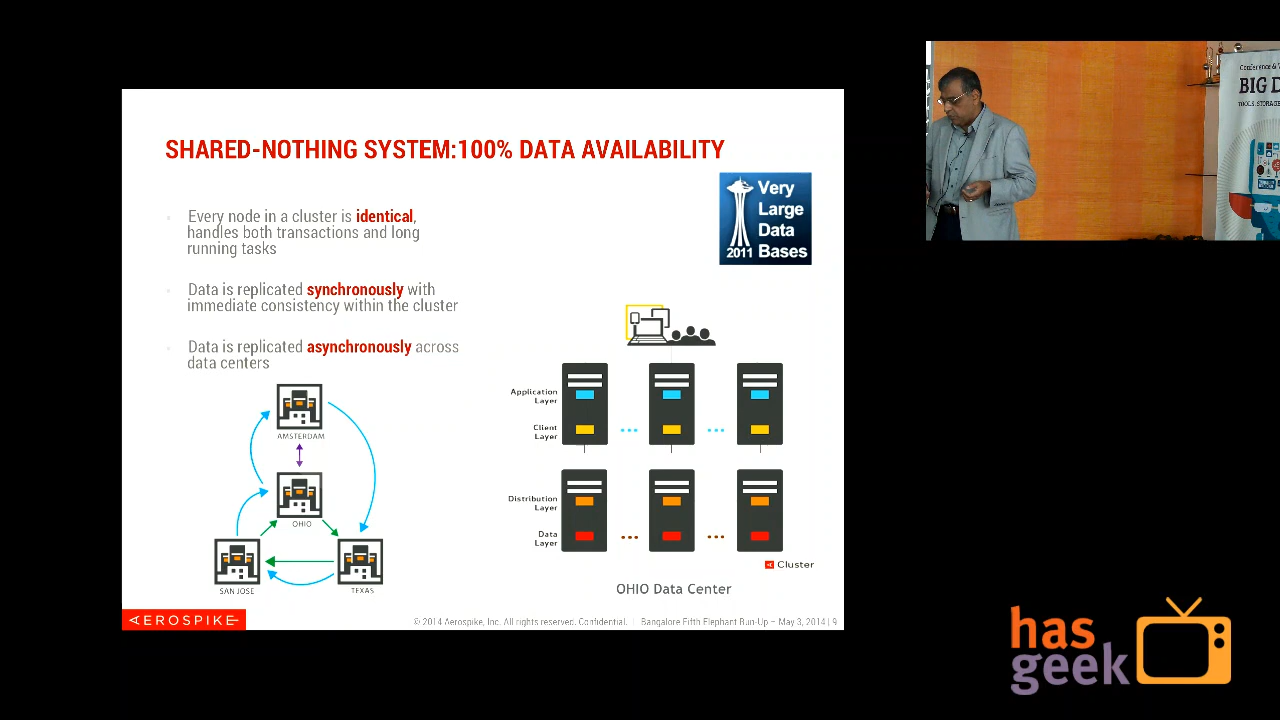 SHARED-NOTHING SYSTEM:100% DATA AVAILABILITY
Every node in a cluster is identical,
handles both transactions and long
running tasks
Data is replicated synchronously with
immediate consistency within the cluster
Data is replicated asynchronously across
data centers
Very
Large
Data
2011 Bases
AMSTERDAM
OHIO
SAN JOSE
TEXAS
Application
Layer
Client
Layer
Distribution
Layer
Data
Layer
Cluster
OHIO Data Center
AEROSPIKE
© 2014 Aerospike, Inc. All rights reserved. Confidential. | Bangalore Fifth Elephant Run-Up – May 3, 2014 | 9
Conference &
BIG D
TOOLS, STORAGE
has
geek